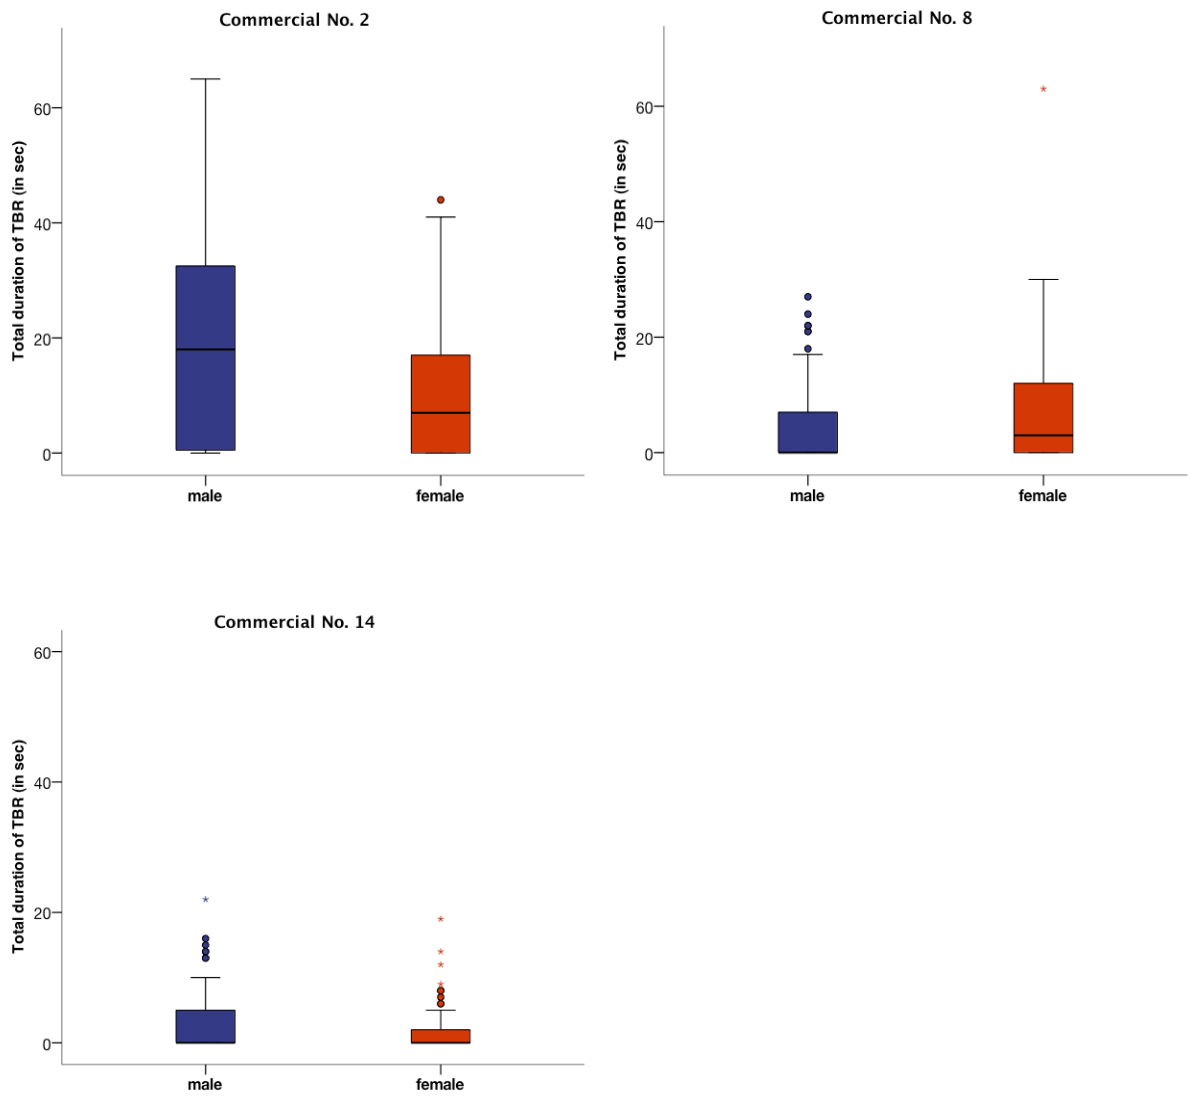 Commercial No. 2
Total duration of TBR (in sec)
60
40
20
0
male
female
Commercial No. 8
Total duration of TBR (in sec)
60
40
20
0
male
female
Commercial No. 14
Total duration of TBR (in sec)
60
40
20
0
male
female